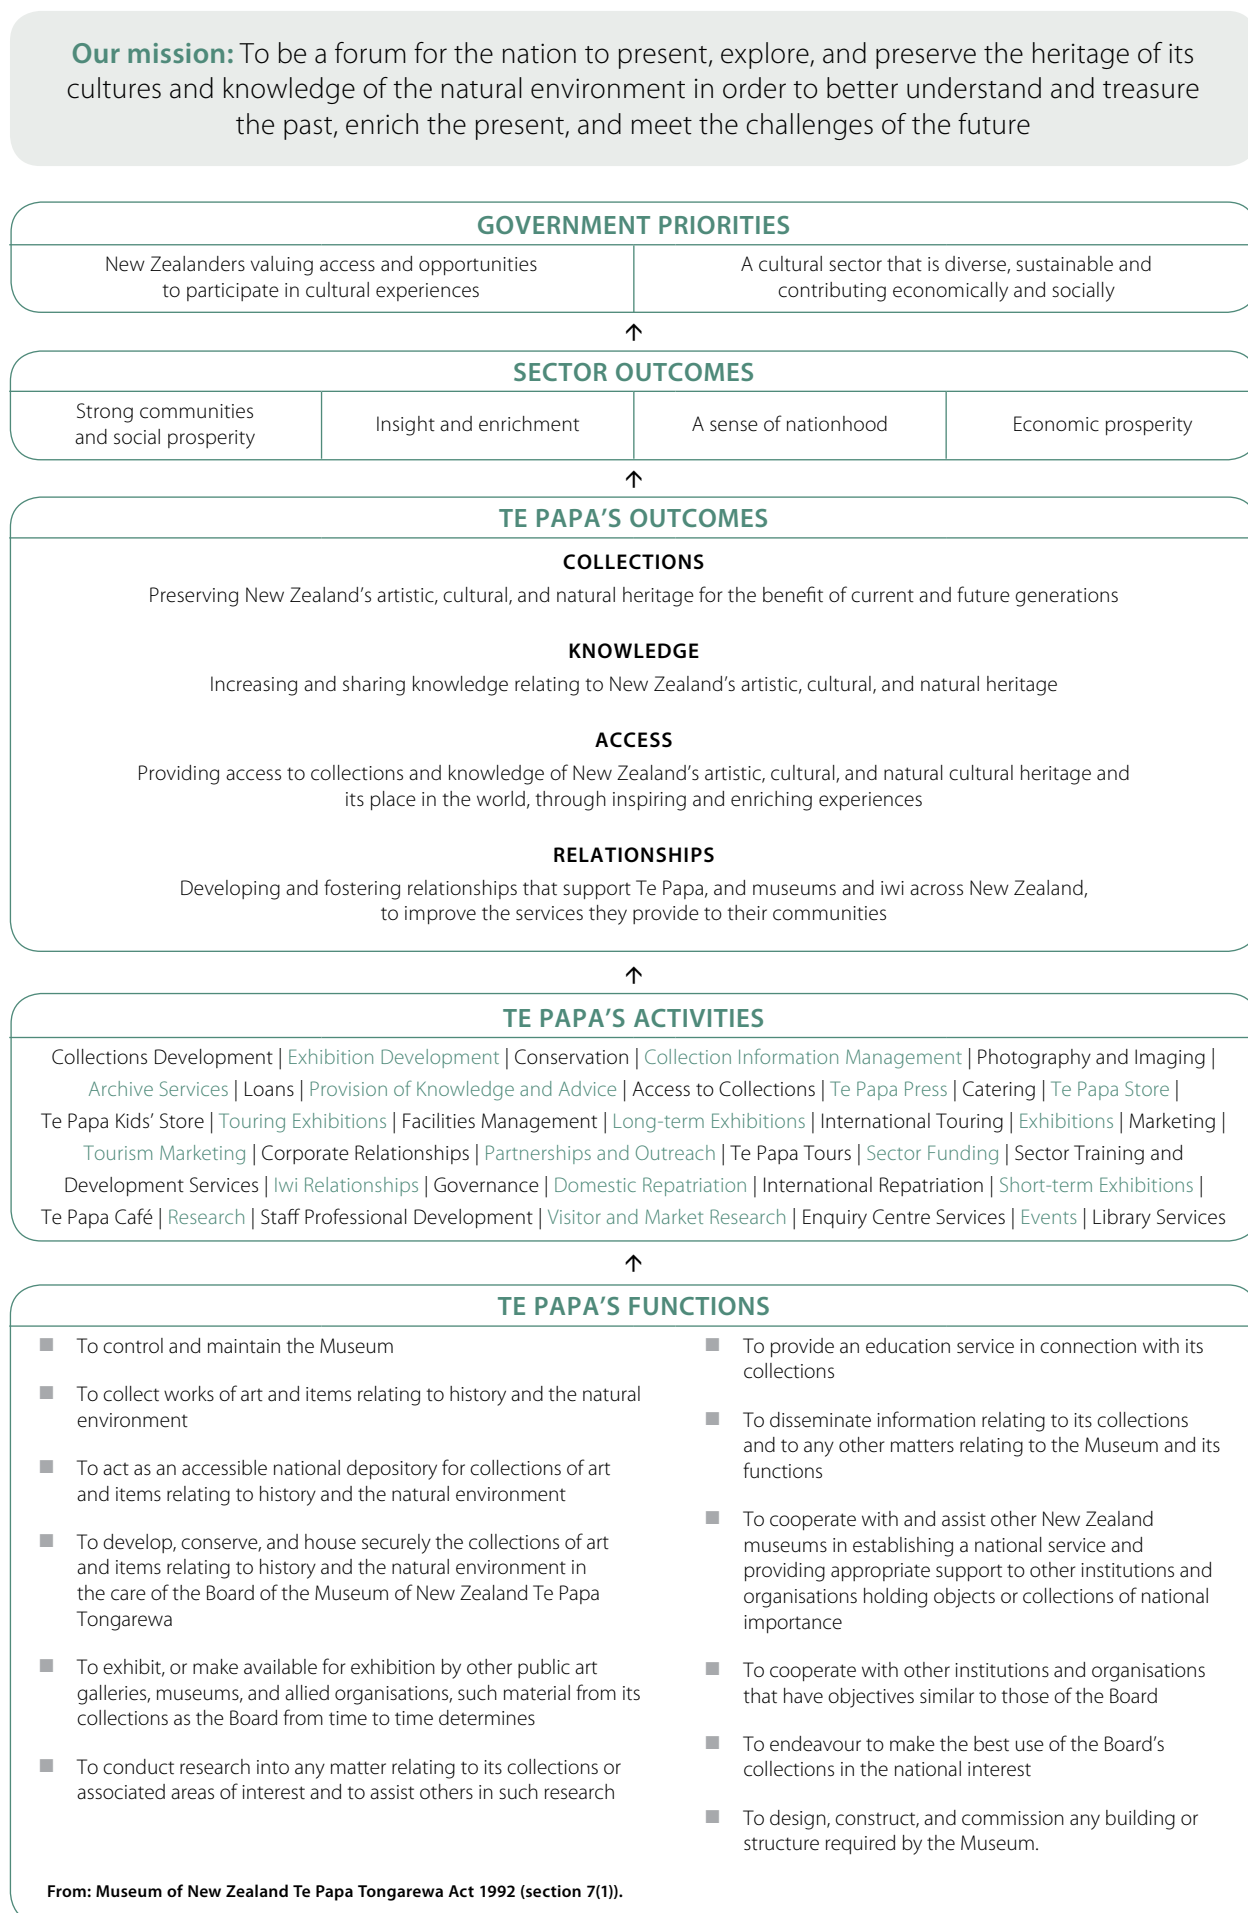 Our mission: To be a forum for the nation to present, explore, and preserve the heritage of its
cultures and knowledge of the natural environment in order to better understand and treasure
the past, enrich the present, and meet the challenges of the future
GOVERNMENT PRIORITIES
New Zealanders valuing access and opportunities
to participate in cultural experiences
A cultural sector that is diverse, sustainable and
contributing economically and socially
SECTOR OUTCOMES
Strong communities
and social prosperity
Insight and enrichment
A sense of nationhood
Economic prosperity
TE PAPA'S OUTCOMES
COLLECTIONS
Preserving New Zealand's artistic, cultural, and natural heritage for the benefit of current and future generations
KNOWLEDGE
Increasing and sharing knowledge relating to New Zealand's artistic, cultural, and natural heritage
ACCESS
Providing access to collections and knowledge of New Zealand's artistic, cultural, and natural cultural heritage and
its place in the world, through inspiring and enriching experiences
RELATIONSHIPS
Developing and fostering relationships that support Te Papa, and museums and iwi across New Zealand,
to improve the services they provide to their communities
TE PAPA'S ACTIVITIES
Collections Development | Exhibition Development | Conservation | Collection Information Management | Photography and Imaging |
Archive Services | Loans | Provision of Knowledge and Advice | Access to Collections | Te Papa Press | Catering | Te Papa Store |
Te Papa Kids' Store | Touring Exhibitions | Facilities Management | Long-term Exhibitions | International Touring | Exhibitions | Marketing |
Tourism Marketing | Corporate Relationships | Partnerships and Outreach | Te Papa Tours | Sector Funding | Sector Training and
Development Services | Iwi Relationships | Governance | Domestic Repatriation | International Repatriation | Short-term Exhibitions |
Te Papa Café | Research | Staff Professional Development | Visitor and Market Research | Enquiry Centre Services | Events | Library Services
TE PAPA'S FUNCTIONS
■ To control and maintain the Museum
■ To collect works of art and items relating to history and the natural
environment
■ To act as an accessible national depository for collections of art
and items relating to history and the natural environment
■ To develop, conserve, and house securely the collections of art
and items relating to history and the natural environment in
the care of the Board of the Museum of New Zealand Te Papa
Tongarewa
■ To exhibit, or make available for exhibition by other public art
galleries, museums, and allied organisations, such material from its
collections as the Board from time to time determines
■ To conduct research into any matter relating to its collections or
associated areas of interest and to assist others in such research
■ To provide an education service in connection with its
collections
■ To disseminate information relating to its collections
and to any other matters relating to the Museum and its
functions
■ To cooperate with and assist other New Zealand
museums in establishing a national service and
providing appropriate support to other institutions and
organisations holding objects or collections of national
importance
■ To cooperate with other institutions and organisations
that have objectives similar to those of the Board
■ To endeavour to make the best use of the Board's
collections in the national interest
■ To design, construct, and commission any building or
structure required by the Museum.
From: Museum of New Zealand Te Papa Tongarewa Act 1992 (section 7(1)).